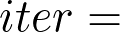 iter =